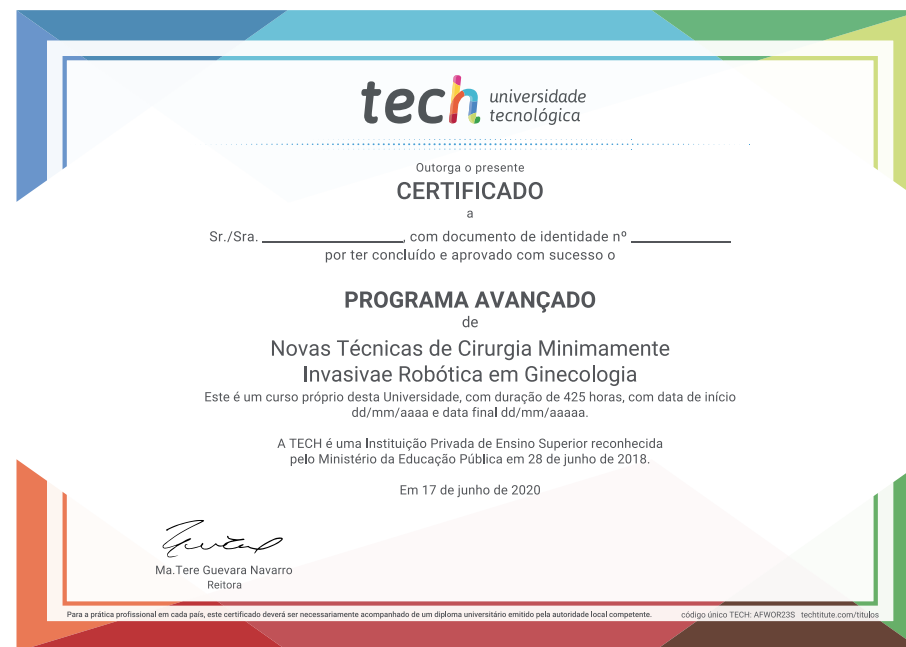 tech universidade
tecnológica
Outorga o presente
CERTIFICADO
a
Sr./Sra. ____________________, com documento de identidade nº ______________
por ter concluído e aprovado com sucesso o
PROGRAMA AVANÇADO
de
Novas Técnicas de Cirurgia Minimamente
Invasivae Robótica em Ginecologia
Este é um curso próprio desta Universidade, com duração de 425 horas, com data de início
dd/mm/aaaa e data final dd/mm/aaaaa.
A TECH é uma Instituição Privada de Ensino Superior reconhecida
pelo Ministério da Educação Pública em 28 de junho de 2018.
Em 17 de junho de 2020
Ma.Tere Guevara Navarro
Reitora
Para a prática profissional em cada país, este certificado deverá ser necessariamente acompanhado de um diploma universitário emitido pela autoridade local competente. código único TECH: AFWOR23S techtitute.com/titulos